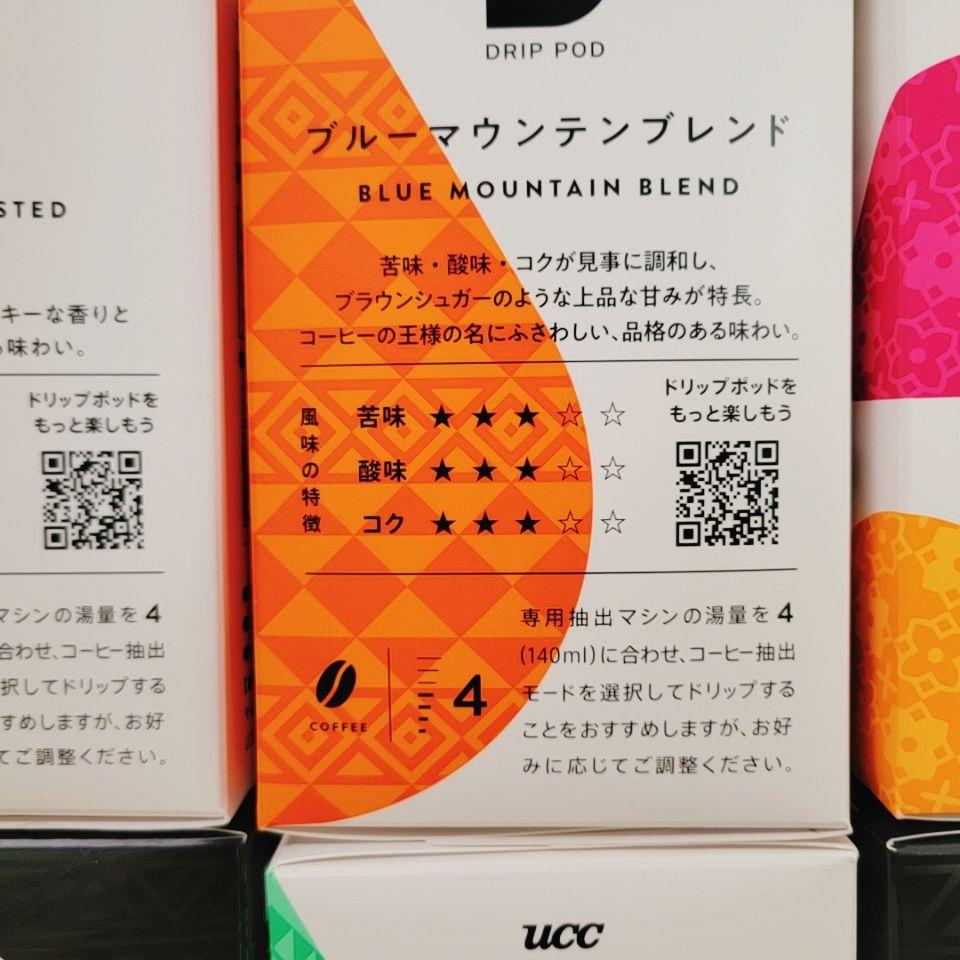 DRIP POD
ブルーマウンテンブレンド
BLUE MOUNTAIN BLEND
苦味・酸味・コクが見事に調和し、
ブラウンシュガーのような上品な甘みが特長。
コーヒーの王様の名にふさわしい、品格のある味わい。
風味の特徴
苦味 ★ ★ ★ ☆ ☆
酸味 ★ ★ ★ ☆ ☆
コク ★ ★ ★ ☆ ☆
ドリップポッドを
もっと楽しもう
COFFEE
4
専用抽出マシンの湯量を 4
(140ml)に合わせ、コーヒー抽出
モードを選択してドリップする
ことをおすすめしますが、お好
みに応じてご調整ください。
STED
キーな香りと
味わい。
ドリップポッドを
もっと楽しもう
マシンの湯量を 4
合わせ、コーヒー抽出
択してドリップする
すすめしますが、お好
てご調整ください。
ucc